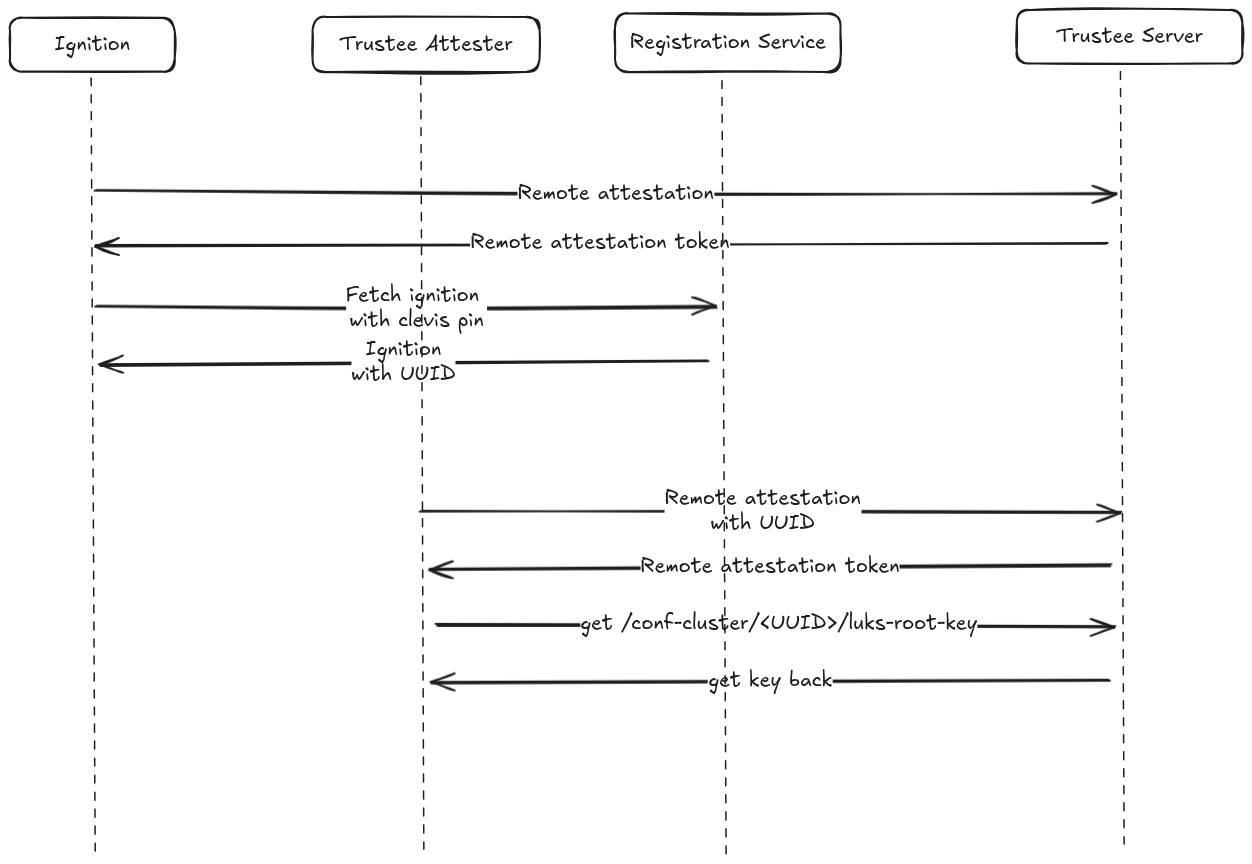 Ignition
Trustee Attester
Registration Service
Trustee Server
Remote attestation
Remote attestation token
Fetch ignition
with clevis pin
Ignition
with UUID
Remote attestation
with UUID
Remote attestation token
get /conf-cluster/<UUID>/luks-root-key
get key back